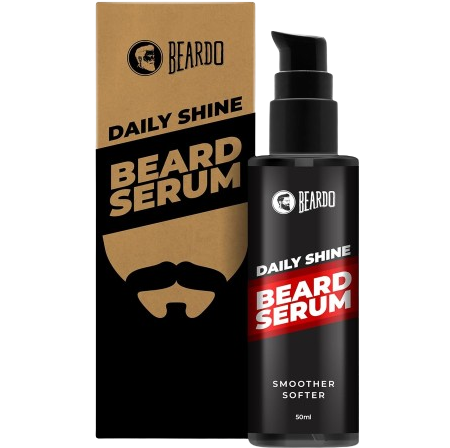 BEARDO
DAILY SHINE
BEARD
SERUM
BEARDO
DAILY SHINE
BEARD
SERUM
SMOOTHER
SOFTER
50ml